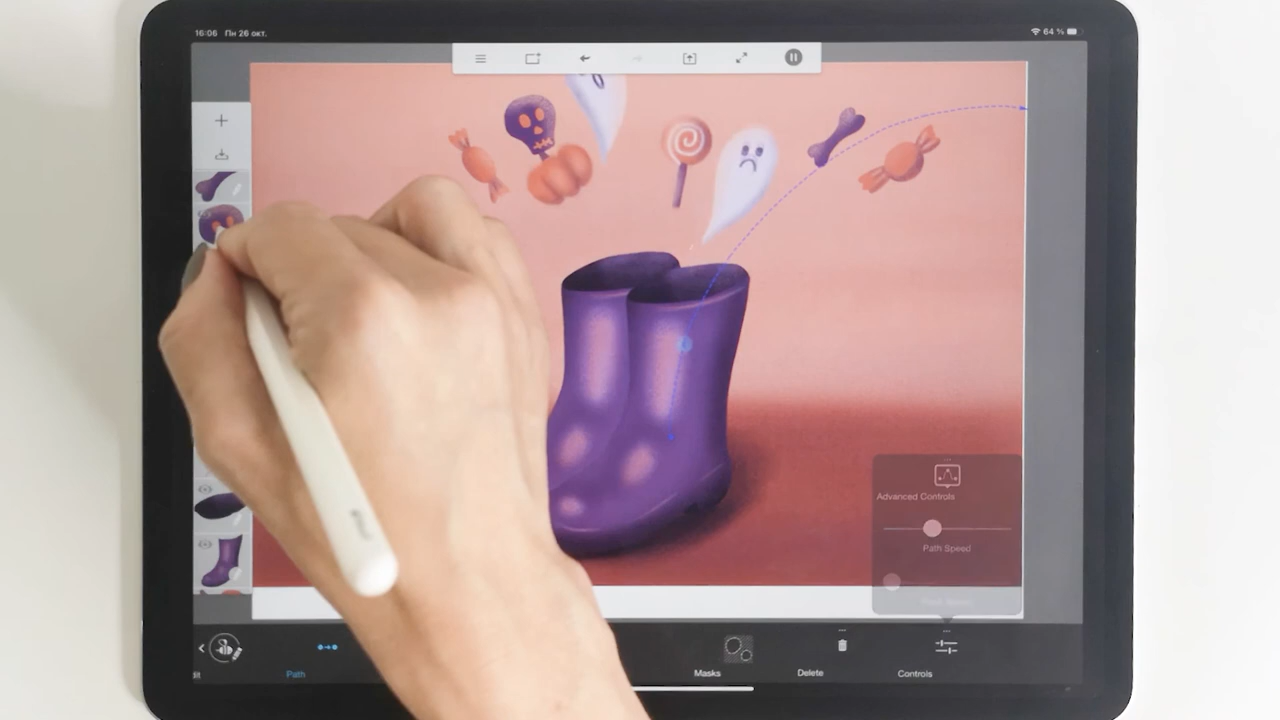 16:06 Пн 26 окт.
64 %
Advanced Controls
Path Speed
Path
Masks
Delete
Controls